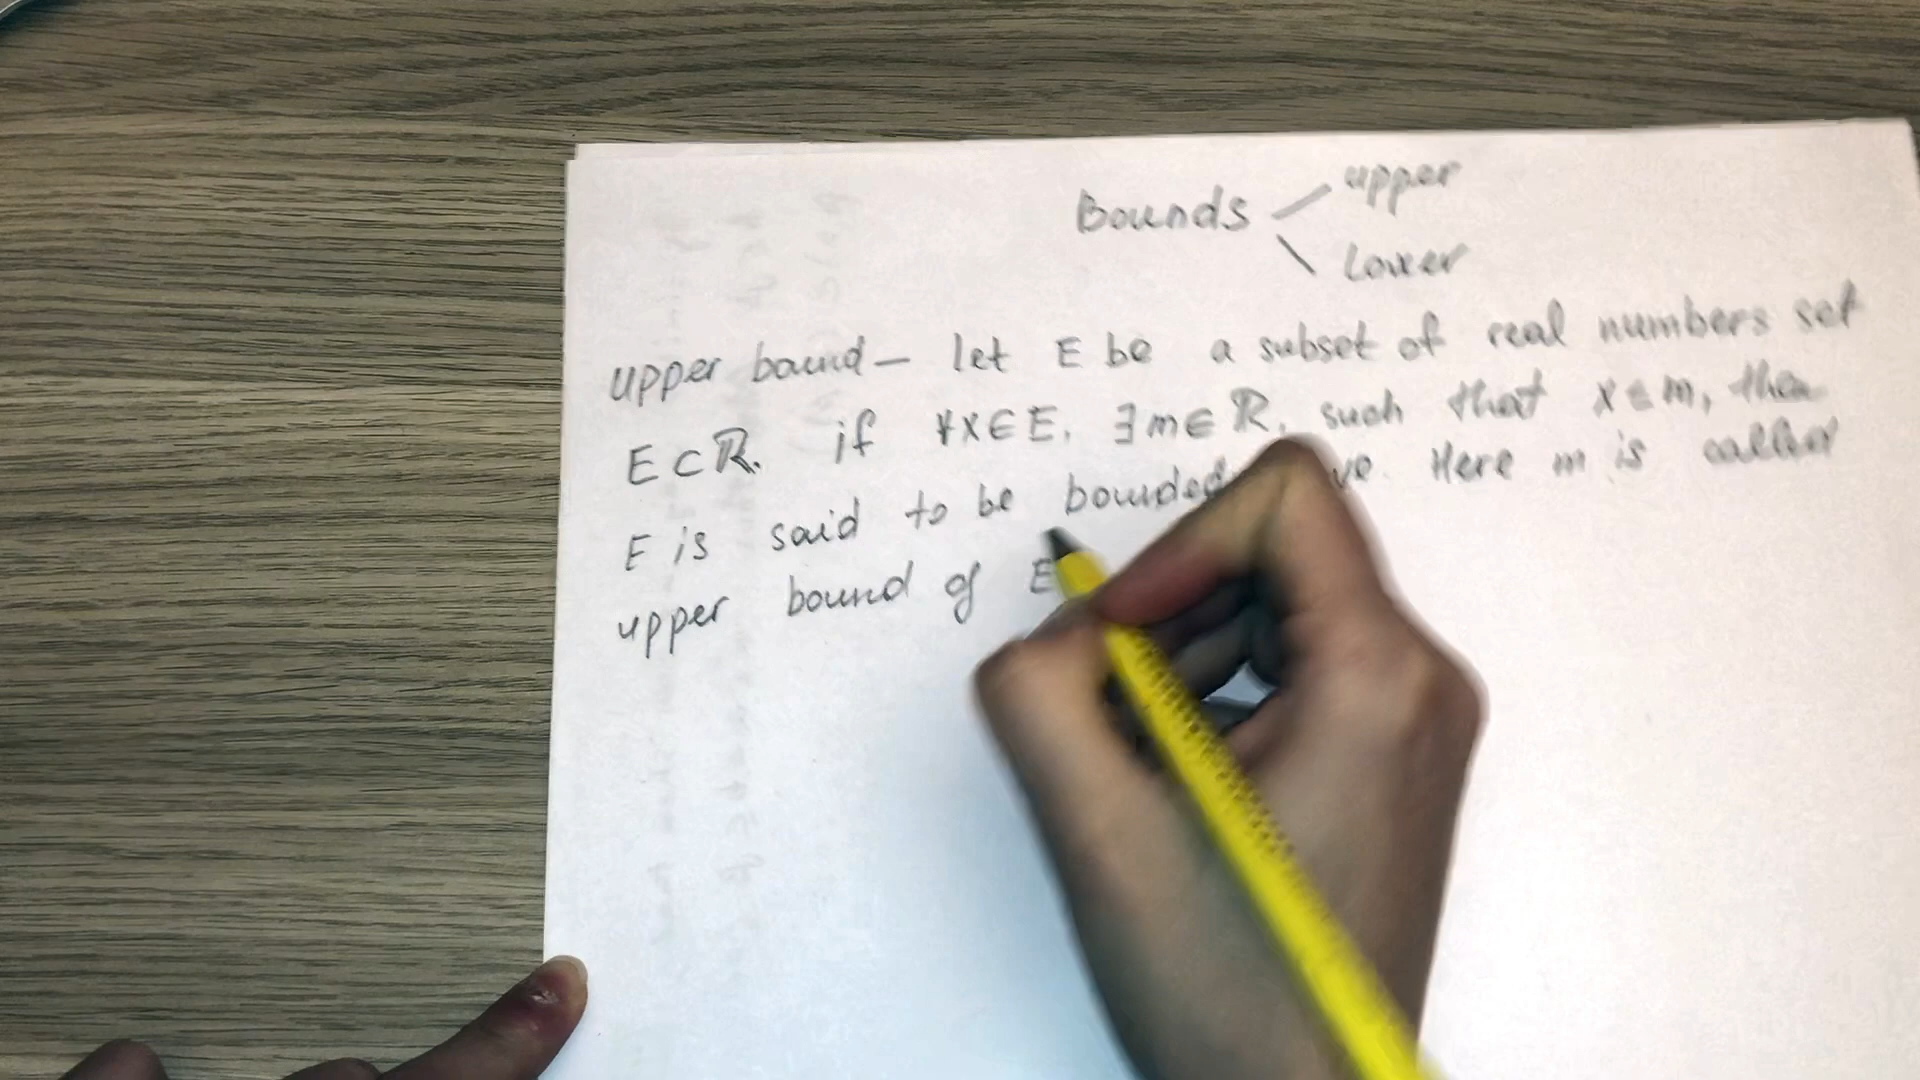 Bounds
upper
Lower
upper bound – let E be a subset of real numbers set
E⊂ℝ. if ∀x∈E, ∃m∈ℝ, such that x≤m, then
E is said to be bouded Here m is called
upper bound of E